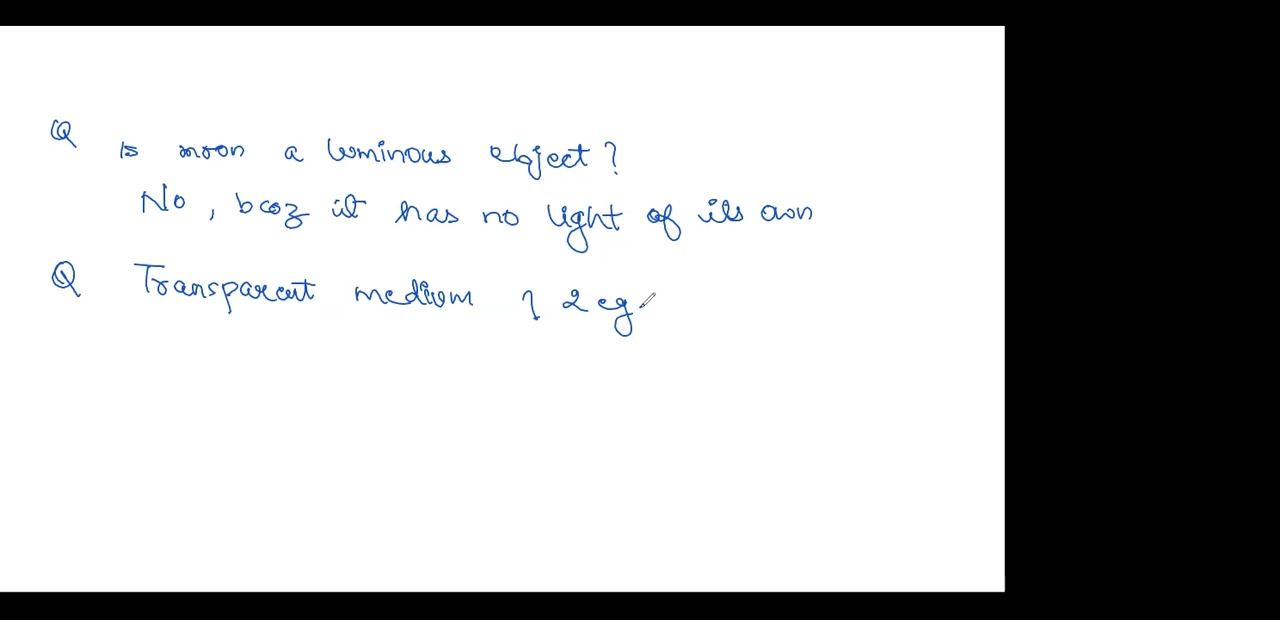 Q Is moon a luminous object?
No, bcoz it has no light of its own
Q Transparent medium 2 eg